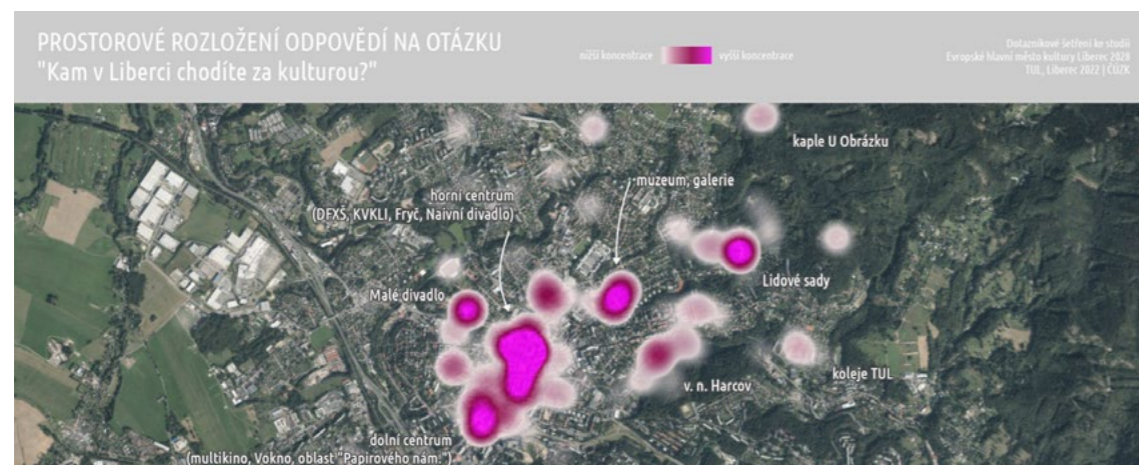 PROSTOROVÉ ROZLOŽENÍ ODPOVĚDÍ NA OTÁZKU
"Kam v Liberci chodíte za kulturou?"
nižší koncentrace
vyšší koncentrace
Dotazníkové šetření ke studii
Evropské hlavní město kultury Liberec 2028
TUL, Liberec 2022 | ČÚZK
kaple U Obrázku
muzeum, galerie
horní centrum
(DFXŠ, KVKLI, Fryč, Naivní divadlo)
Lidové sady
Malé divadlo
koleje TUL
v. n. Harcov
dolní centrum
(multikino, Vokno, oblast "Papírového nám.")